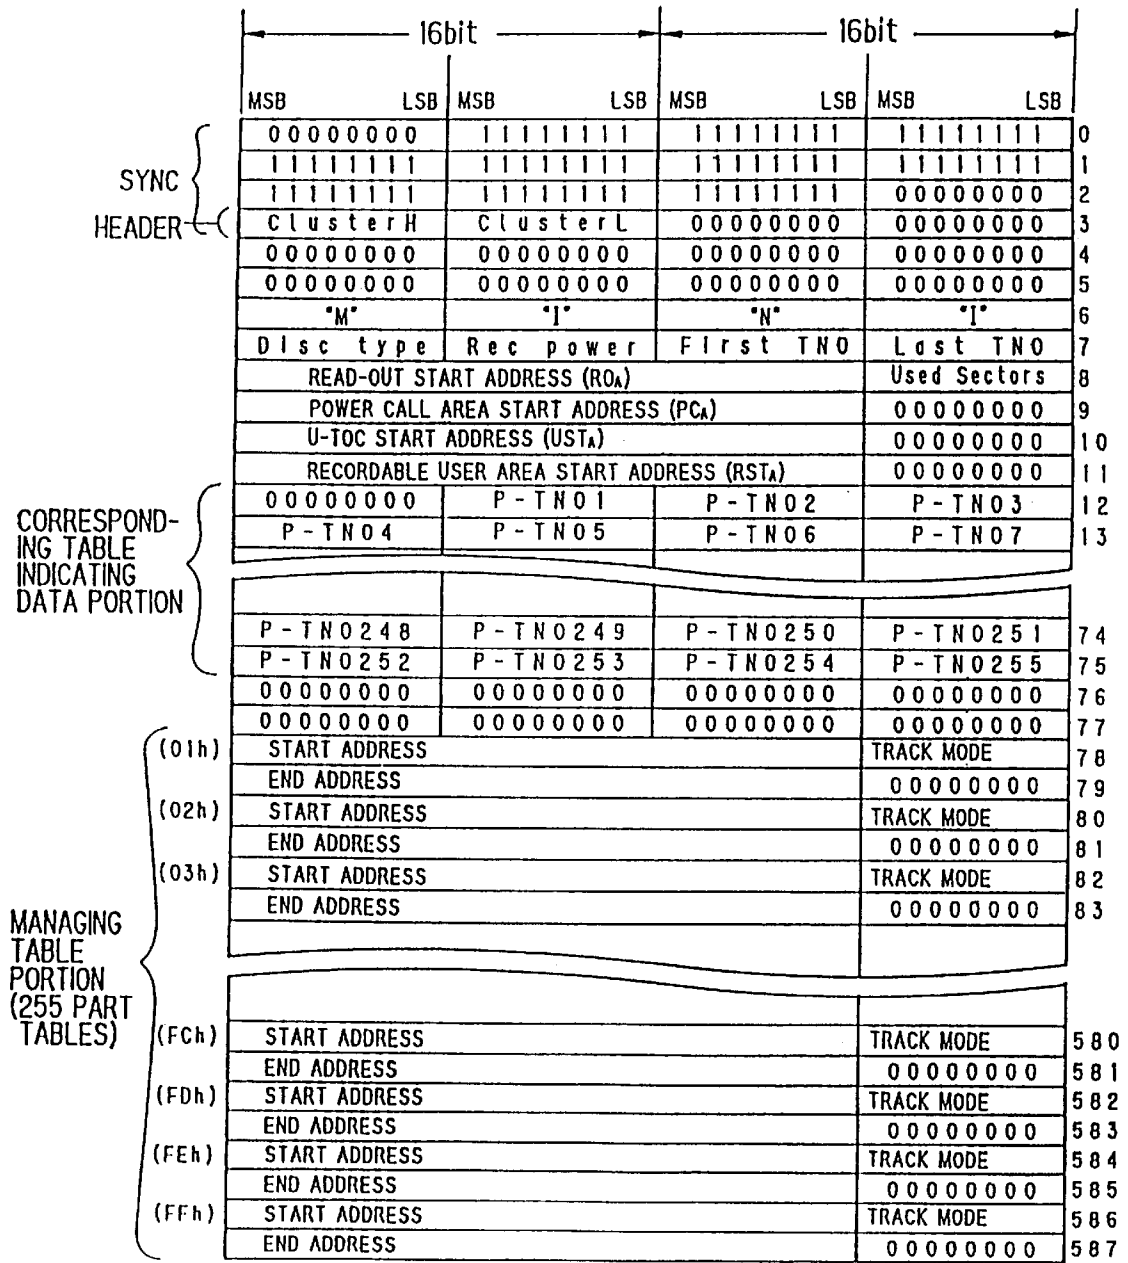 16bit 16bit
MSB LSB MSB LSB MSB LSB MSB LSB
00000000 11111111 11111111 11111111 0
11111111 11111111 11111111 11111111 1
SYNC
11111111 11111111 11111111 00000000 2
HEADER ClusterH ClusterL 00000000 00000000 3
00000000 00000000 00000000 00000000 4
00000000 00000000 00000000 00000000 5
"M" "I" "N" "I" 6
Disc type Rec power First TNO Last TNO 7
READ-OUT START ADDRESS (ROA) Used Sectors 8
POWER CALL AREA START ADDRESS (PCA) 00000000 9
U-TOC START ADDRESS (USTA) 00000000 10
RECORDABLE USER AREA START ADDRESS (RSTA) 00000000 11
00000000 P-TNO1 P-TNO2 P-TNO3 12
P-TNO4 P-TNO5 P-TNO6 P-TNO7 13
CORRESPOND-
ING TABLE
INDICATING
DATA PORTION
P-TNO248 P-TNO249 P-TNO250 P-TNO251 74
P-TNO252 P-TNO253 P-TNO254 P-TNO255 75
00000000 00000000 00000000 00000000 76
00000000 00000000 00000000 00000000 77
(01h) START ADDRESS TRACK MODE 78
END ADDRESS 00000000 79
(02h) START ADDRESS TRACK MODE 80
END ADDRESS 00000000 81
(03h) START ADDRESS TRACK MODE 82
END ADDRESS 00000000 83
MANAGING
TABLE
PORTION
(255 PART
TABLES)
(FCh) START ADDRESS TRACK MODE 580
END ADDRESS 00000000 581
(FDh) START ADDRESS TRACK MODE 582
END ADDRESS 00000000 583
(FEh) START ADDRESS TRACK MODE 584
END ADDRESS 00000000 585
(FFh) START ADDRESS TRACK MODE 586
END ADDRESS 00000000 587